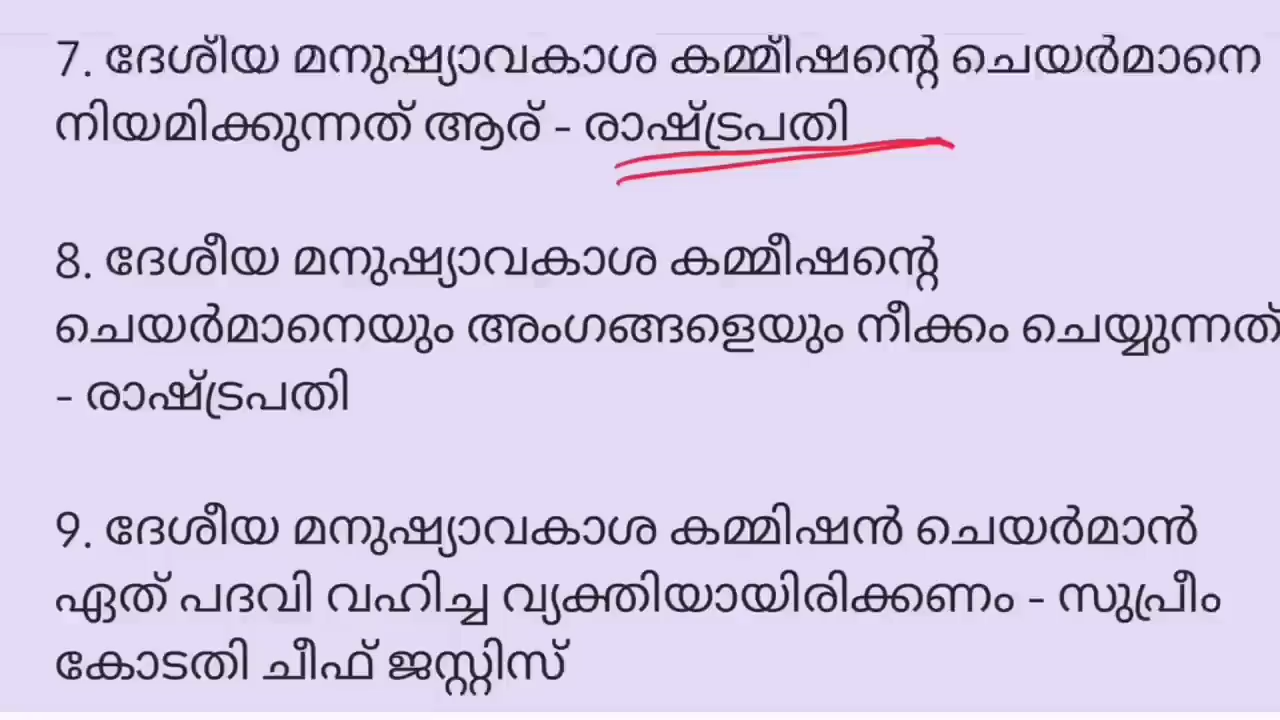 7. ദേശീയ മനുഷ്യാവകാശ കമ്മീഷന്റെ ചെയർമാനെ
നിയമിക്കുന്നത് ആര് - രാഷ്ട്രപതി
8. ദേശീയ മനുഷ്യാവകാശ കമ്മീഷന്റെ
ചെയർമാനെയും അംഗങ്ങളെയും നീക്കം ചെയ്യുന്നത്
- രാഷ്ട്രപതി
9. ദേശീയ മനുഷ്യാവകാശ കമ്മിഷൻ ചെയർമാൻ
ഏത് പദവി വഹിച്ച വ്യക്തിയായിരിക്കണം - സുപ്രീം
കോടതി ചീഫ് ജസ്റ്റിസ്